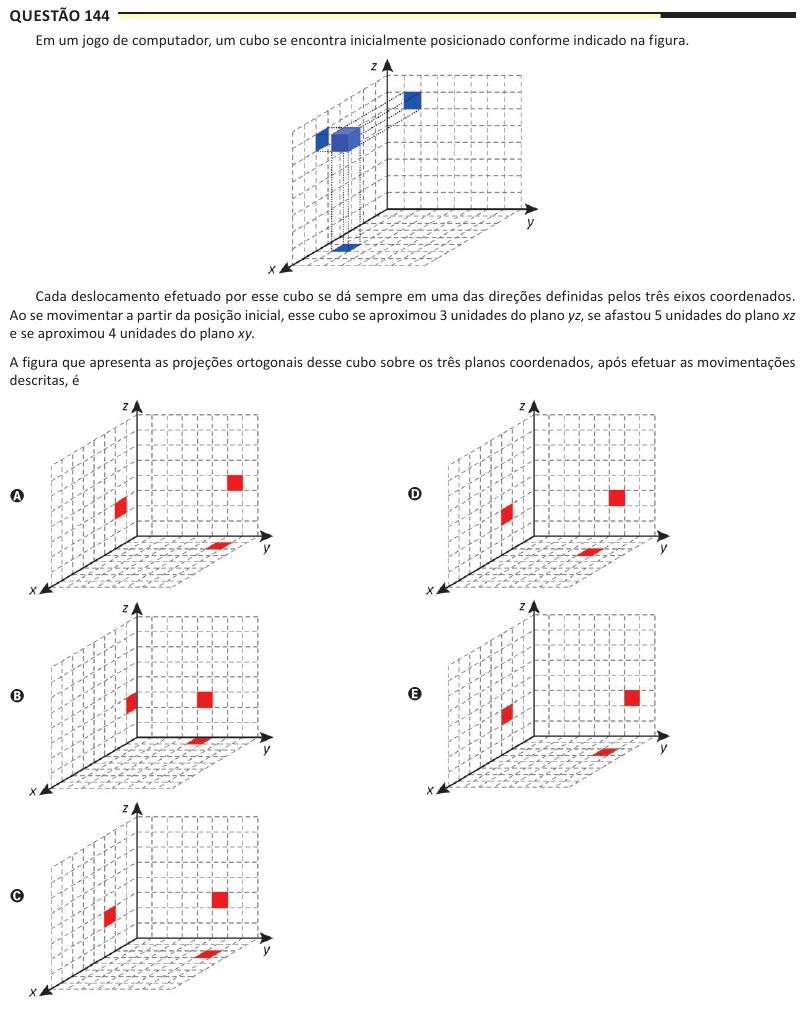 QUESTÃO 144
Em um jogo de computador, um cubo se encontra inicialmente posicionado conforme indicado na figura.
z
y
x
Cada deslocamento efetuado por esse cubo se dá sempre em uma das direções definidas pelos três eixos coordenados.
Ao se movimentar a partir da posição inicial, esse cubo se aproximou 3 unidades do plano yz, se afastou 5 unidades do plano xz
e se aproximou 4 unidades do plano xy.
A figura que apresenta as projeções ortogonais desse cubo sobre os três planos coordenados, após efetuar as movimentações
descritas, é
z
A
y
x
z
B
y
x
z
C
y
x
z
D
y
x
z
E
y
x